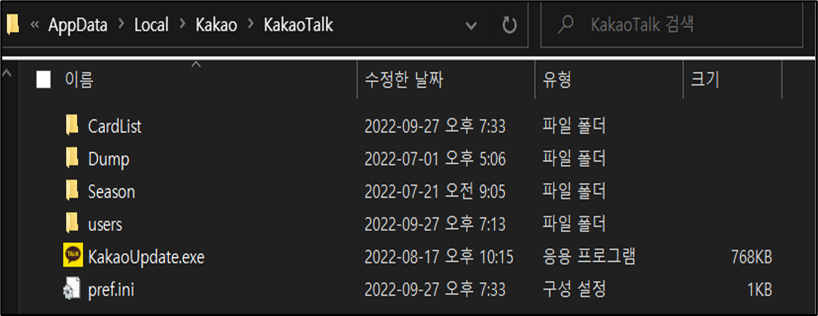 « AppData > Local > Kakao > KakaoTalk KakaoTalk 검색
이름 수정한 날짜 유형 크기
CardList 2022-09-27 오후 7:33 파일 폴더
Dump 2022-07-01 오후 5:06 파일 폴더
Season 2022-07-21 오전 9:05 파일 폴더
users 2022-09-27 오후 7:13 파일 폴더
TALK KakaoUpdate.exe 2022-08-17 오후 10:15 응용 프로그램 768KB
pref.ini 2022-09-27 오후 7:33 구성 설정 1KB